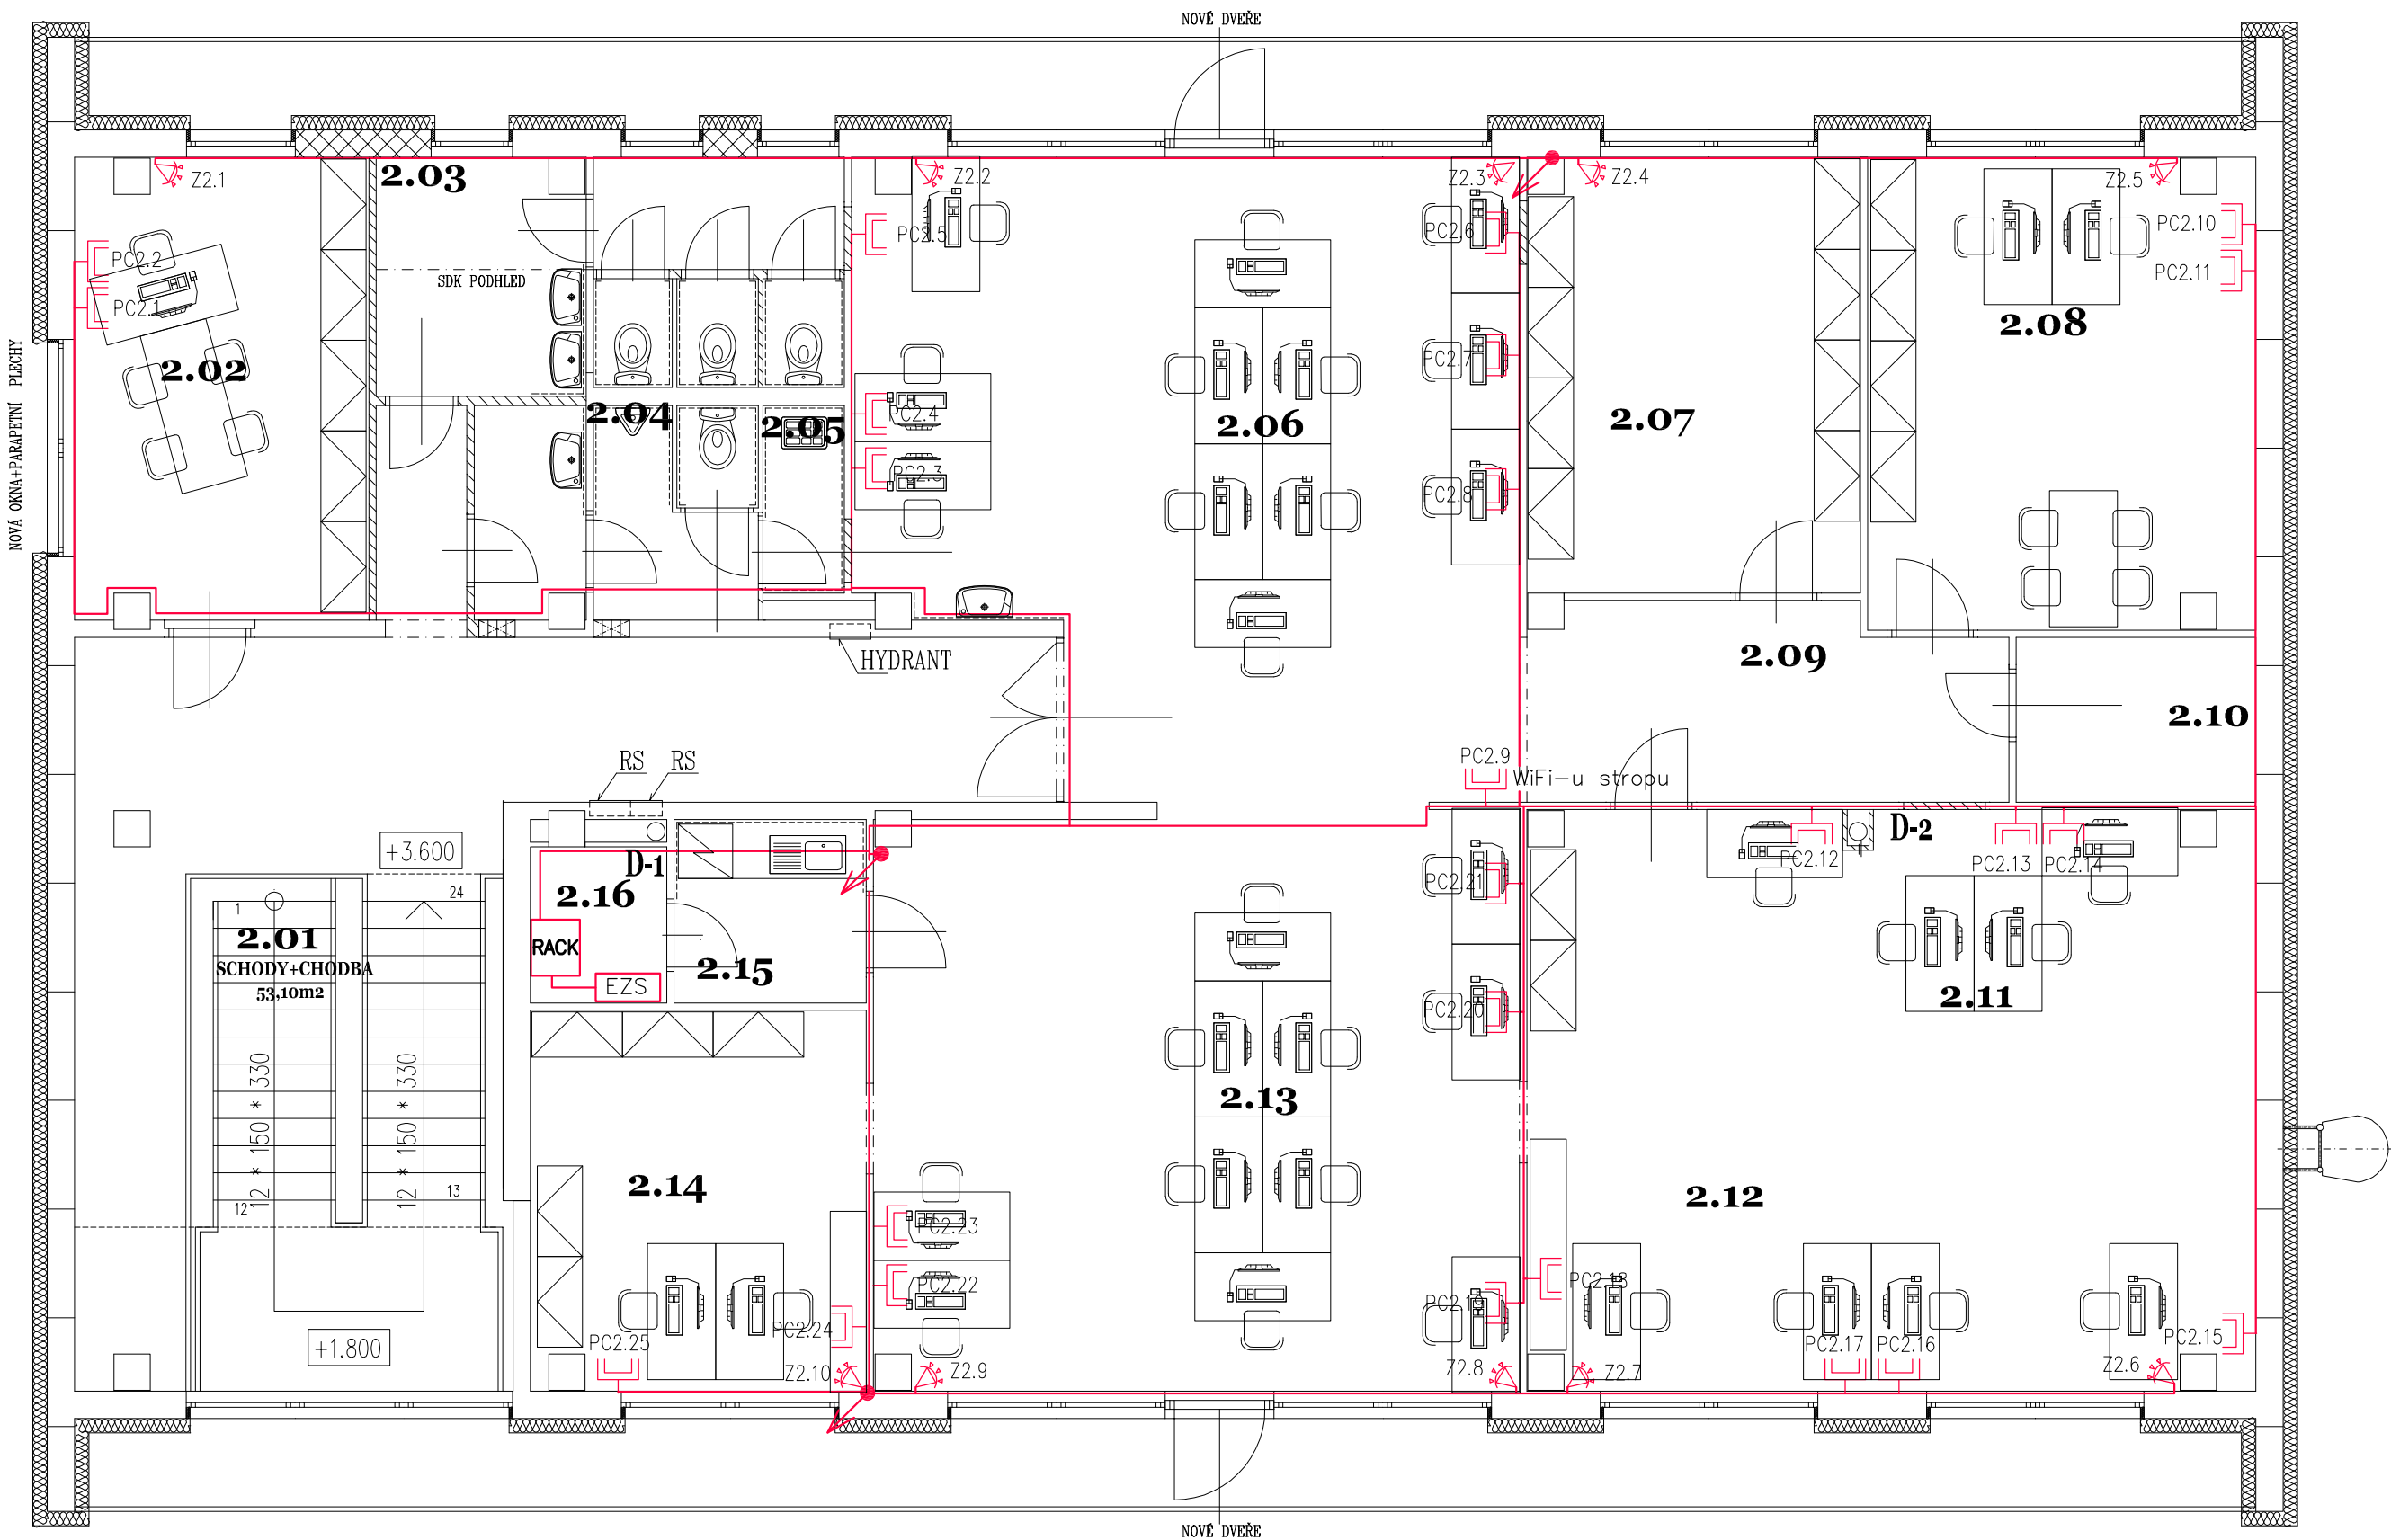 NOVÉ DVEŘE
2.03
Z2.1
Z2.2
Z2.3
Z2.4
Z2.5
PC2.2
PC2.1
SDK PODHLED
PC2.5
PC2.6
PC2.10
PC2.11
2.08
NOVÁ OKNA+PARAPETNÍ PLECHY
2.02
PC2.7
2.04
2.05
PC2.4
2.06
2.07
PC2.3
PC2.8
HYDRANT
2.09
2.10
RS
RS
PC2.9
WiFi-u stropu
+3.600
D-1
D-2
2.16
PC2.21
PC2.12
PC2.13
PC2.14
1
24
2.01
SCHODY+CHODBA
53,10m2
RACK
EZS
2.15
PC2.20
2.11
12 * 150 * 330
12 * 150 * 330
2.13
12
13
2.14
2.12
PC2.23
PC2.22
PC2.18
+1.800
PC2.25
PC2.24
PC2.17
PC2.16
PC2.15
Z2.10
Z2.9
Z2.8
Z2.7
Z2.6
NOVÉ DVEŘE